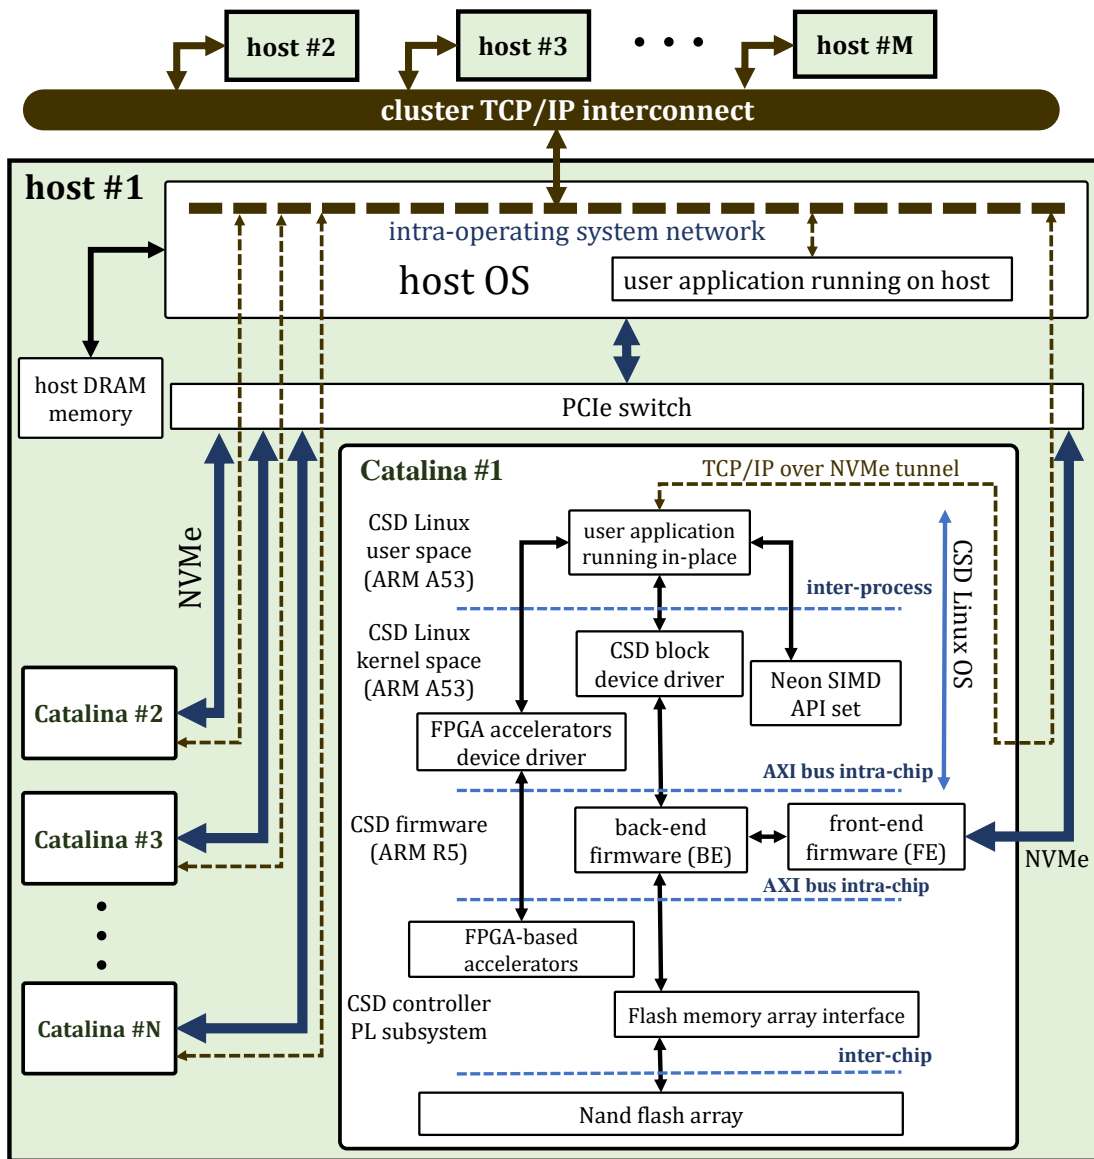 host #2
host #3
host #M
cluster TCP/IP interconnect
host #1
intra-operating system network
host OS
user application running on host
host DRAM
memory
PCIe switch
NVMe
Catalina #1
TCP/IP over NVMe tunnel
CSD Linux
user space
(ARM A53)
user application
running in-place
inter-process
CSD Linux OS
CSD Linux
kernel space
(ARM A53)
CSD block
device driver
Neon SIMD
API set
FPGA accelerators
device driver
AXI bus intra-chip
CSD firmware
(ARM R5)
back-end
firmware (BE)
front-end
firmware (FE)
NVMe
AXI bus intra-chip
FPGA-based
accelerators
CSD controller
PL subsystem
Flash memory array interface
inter-chip
Nand flash array
Catalina #2
Catalina #3
Catalina #N